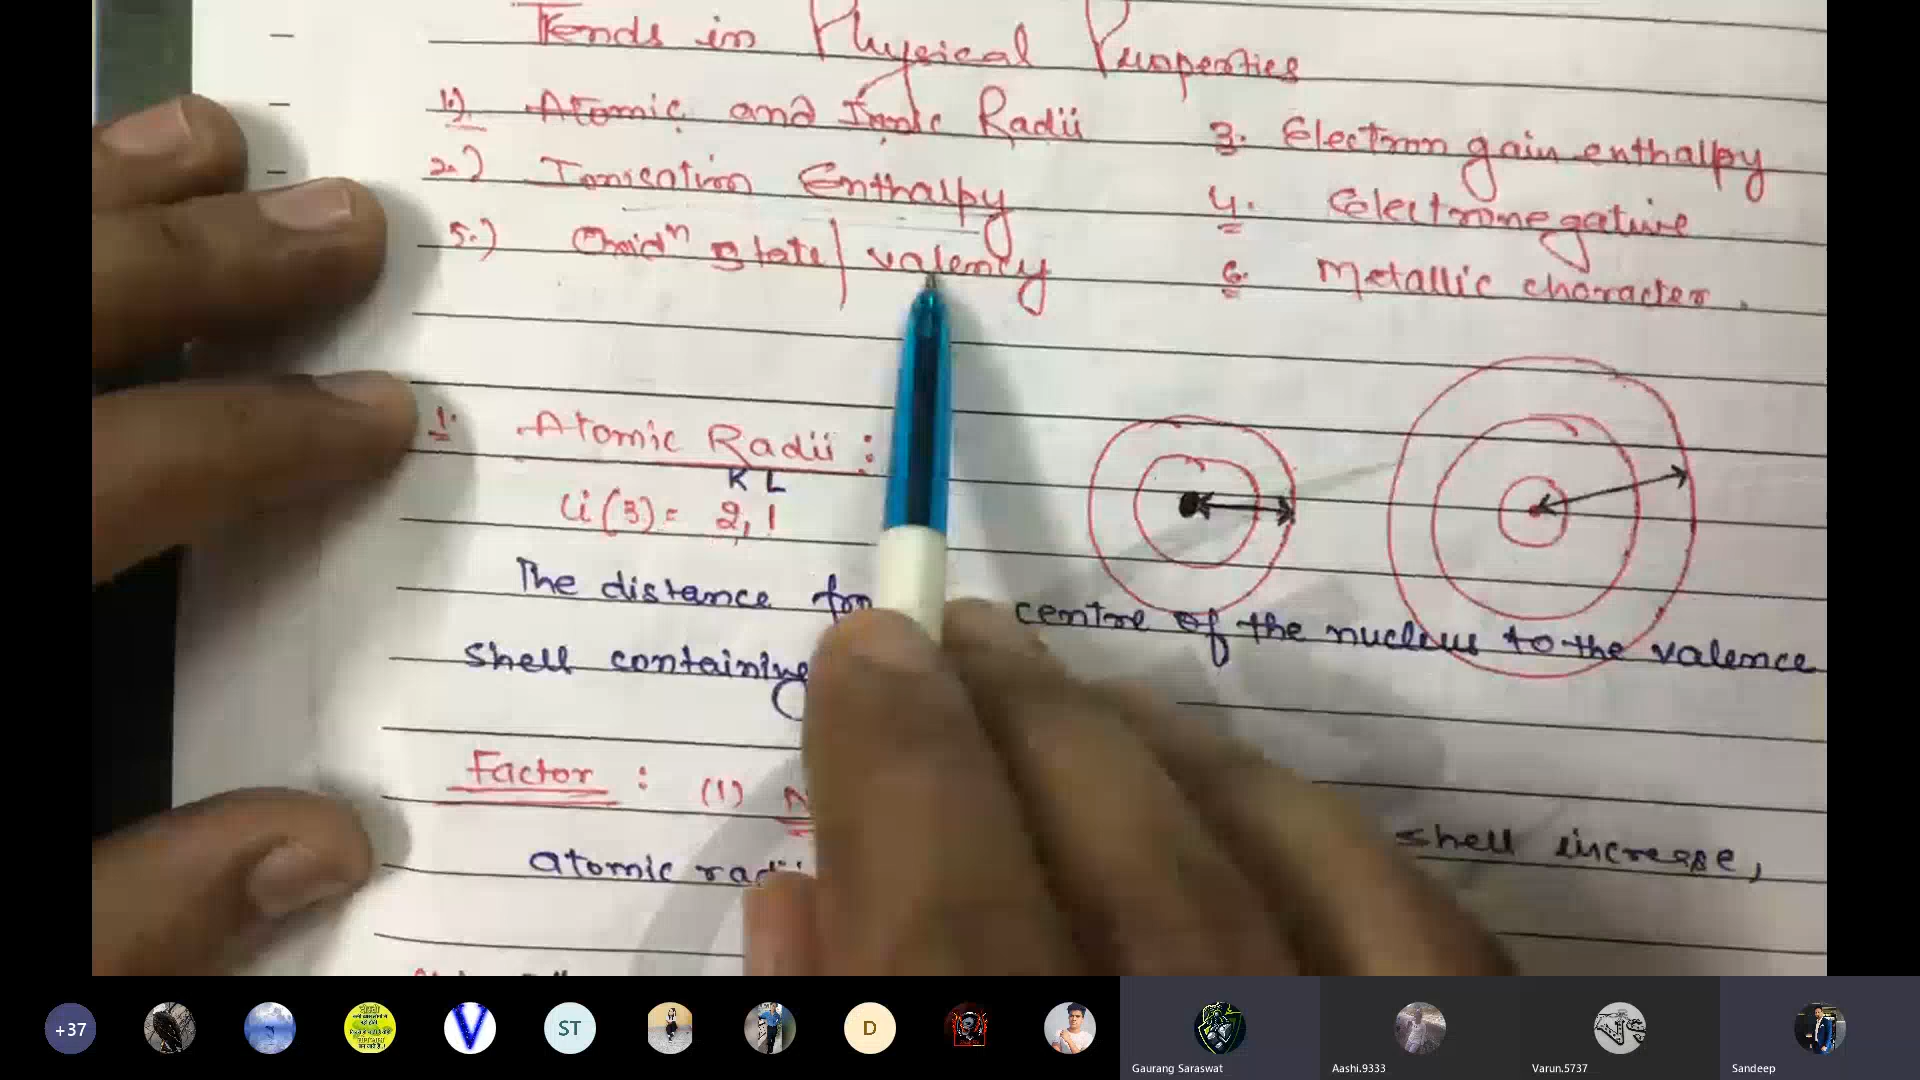 Tends in Physical Properties
1.) Atomic and Ionic Radii 3. Electron gain enthalpy
2.) Ionisation Enthalpy 4. Electronegative
5.) Oxidn state / valency 6. Metallic character.
1. Atomic Radii :
K L
Li (3) = 2, 1
The distance centre of the nucleus to the valence
shell containing
Factor : (1)
atomic shell increase,
+37
ST
D
Gaurang Saraswat
Aashi.9333
Varun.5737
Sandeep